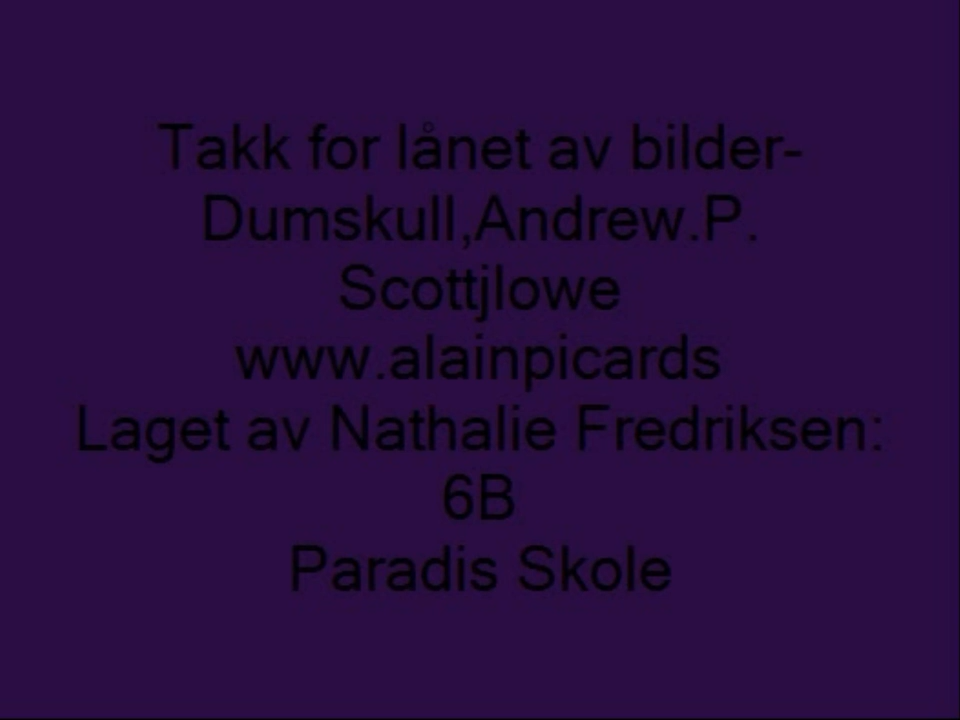 Takk for lånet av bilder-
Dumskull,Andrew.P.
Scottjlowe
www.alainpicards
Laget av Nathalie Fredriksen:
6B
Paradis Skole